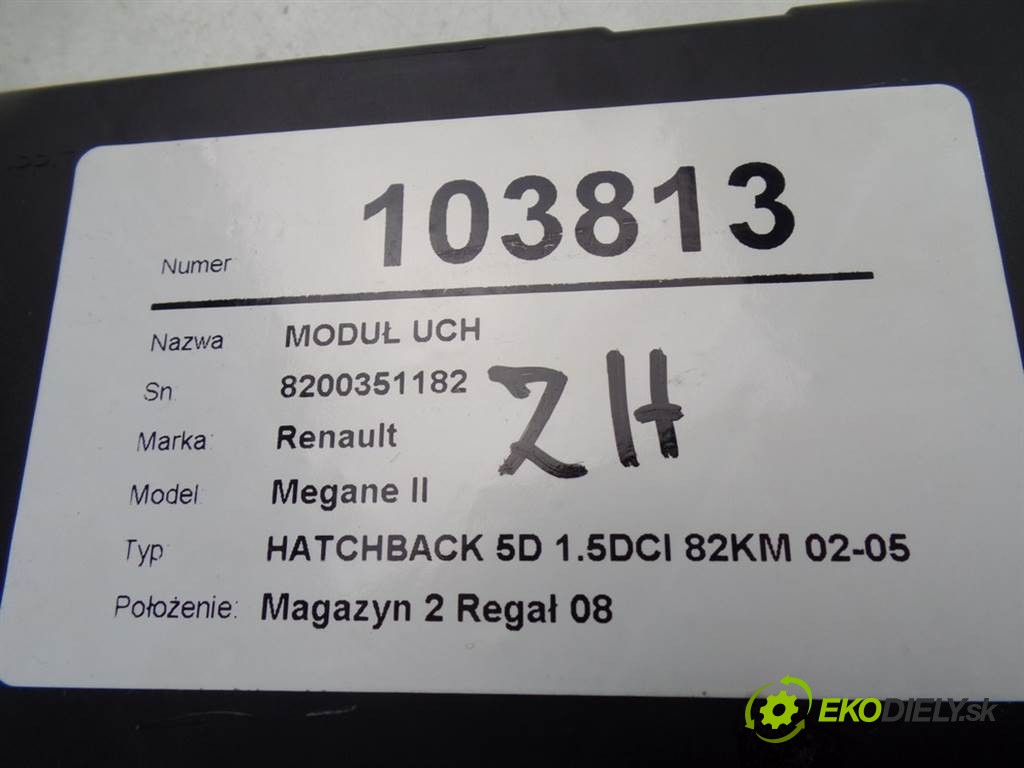 Numer 103813
Nazwa MODUŁ UCH
Sn 8200351182
ZH
Marka: Renault
Model: Megane II
Typ HATCHBACK 5D 1.5DCI 82KM 02-05
Położenie: Magazyn 2 Regał 08
EKODIELY.sk